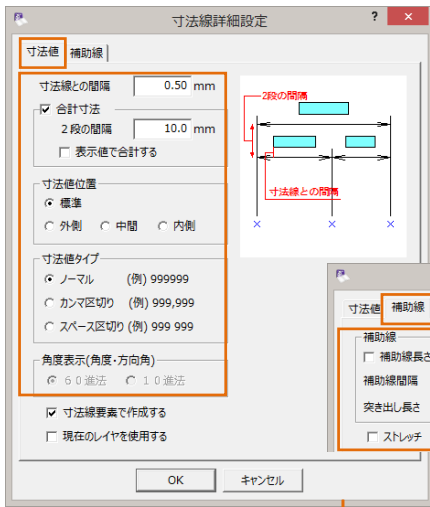 寸法線詳細設定
? ×
寸法値 補助線
寸法線との間隔 0.50 mm
合計寸法
2段の間隔 10.0 mm
表示値で合計する
2段の間隔
寸法線との間隔
寸法値位置
標準
外側 中間 内側
寸法値タイプ
ノーマル (例) 999999
カンマ区切り (例) 999,999
スペース区切り (例) 999 999
角度表示(角度・方向角)
60進法 10進法
寸法線要素で作成する
現在のレイヤを使用する
OK キャンセル
寸法値 補助線
補助線
補助線長さ
補助線間隔
突き出し長さ
ストレッチ